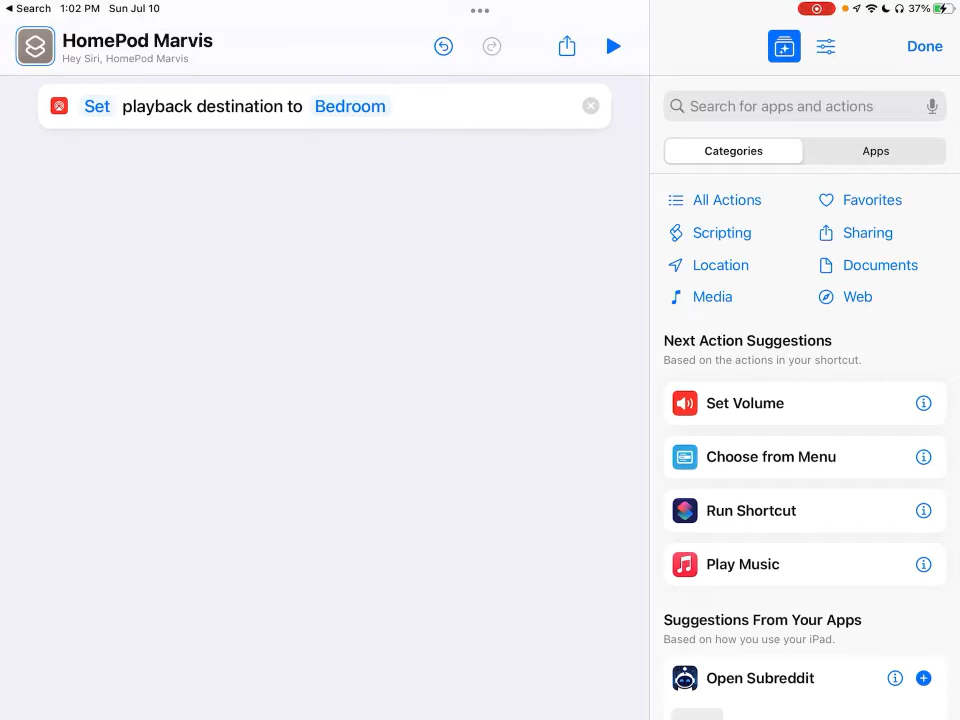 Search 1:02 PM Sun Jul 10
37%
HomePod Marvis
Hey Siri, HomePod Marvis
Done
Set playback destination to Bedroom
Search for apps and actions
Categories
Apps
All Actions
Favorites
Scripting
Sharing
Location
Documents
Media
Web
Next Action Suggestions
Based on the actions in your shortcut.
Set Volume
Choose from Menu
Run Shortcut
Play Music
Suggestions From Your Apps
Based on how you use your iPad.
Open Subreddit